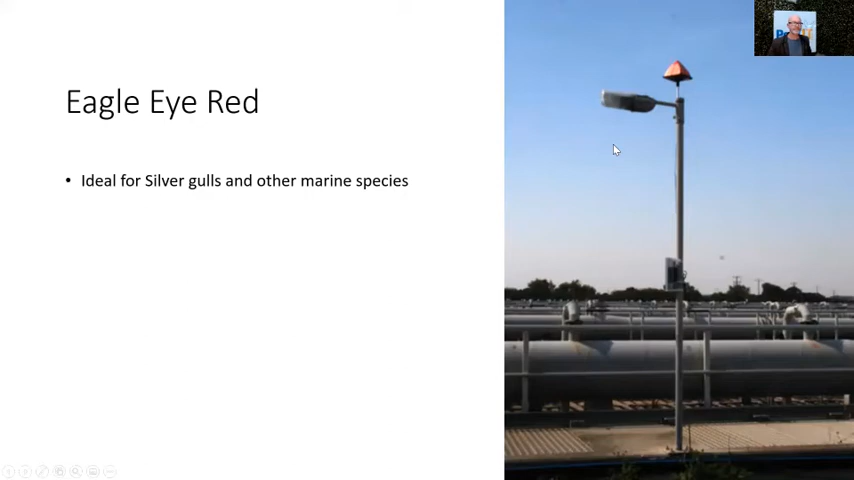 Eagle Eye Red
• Ideal for Silver gulls and other marine species